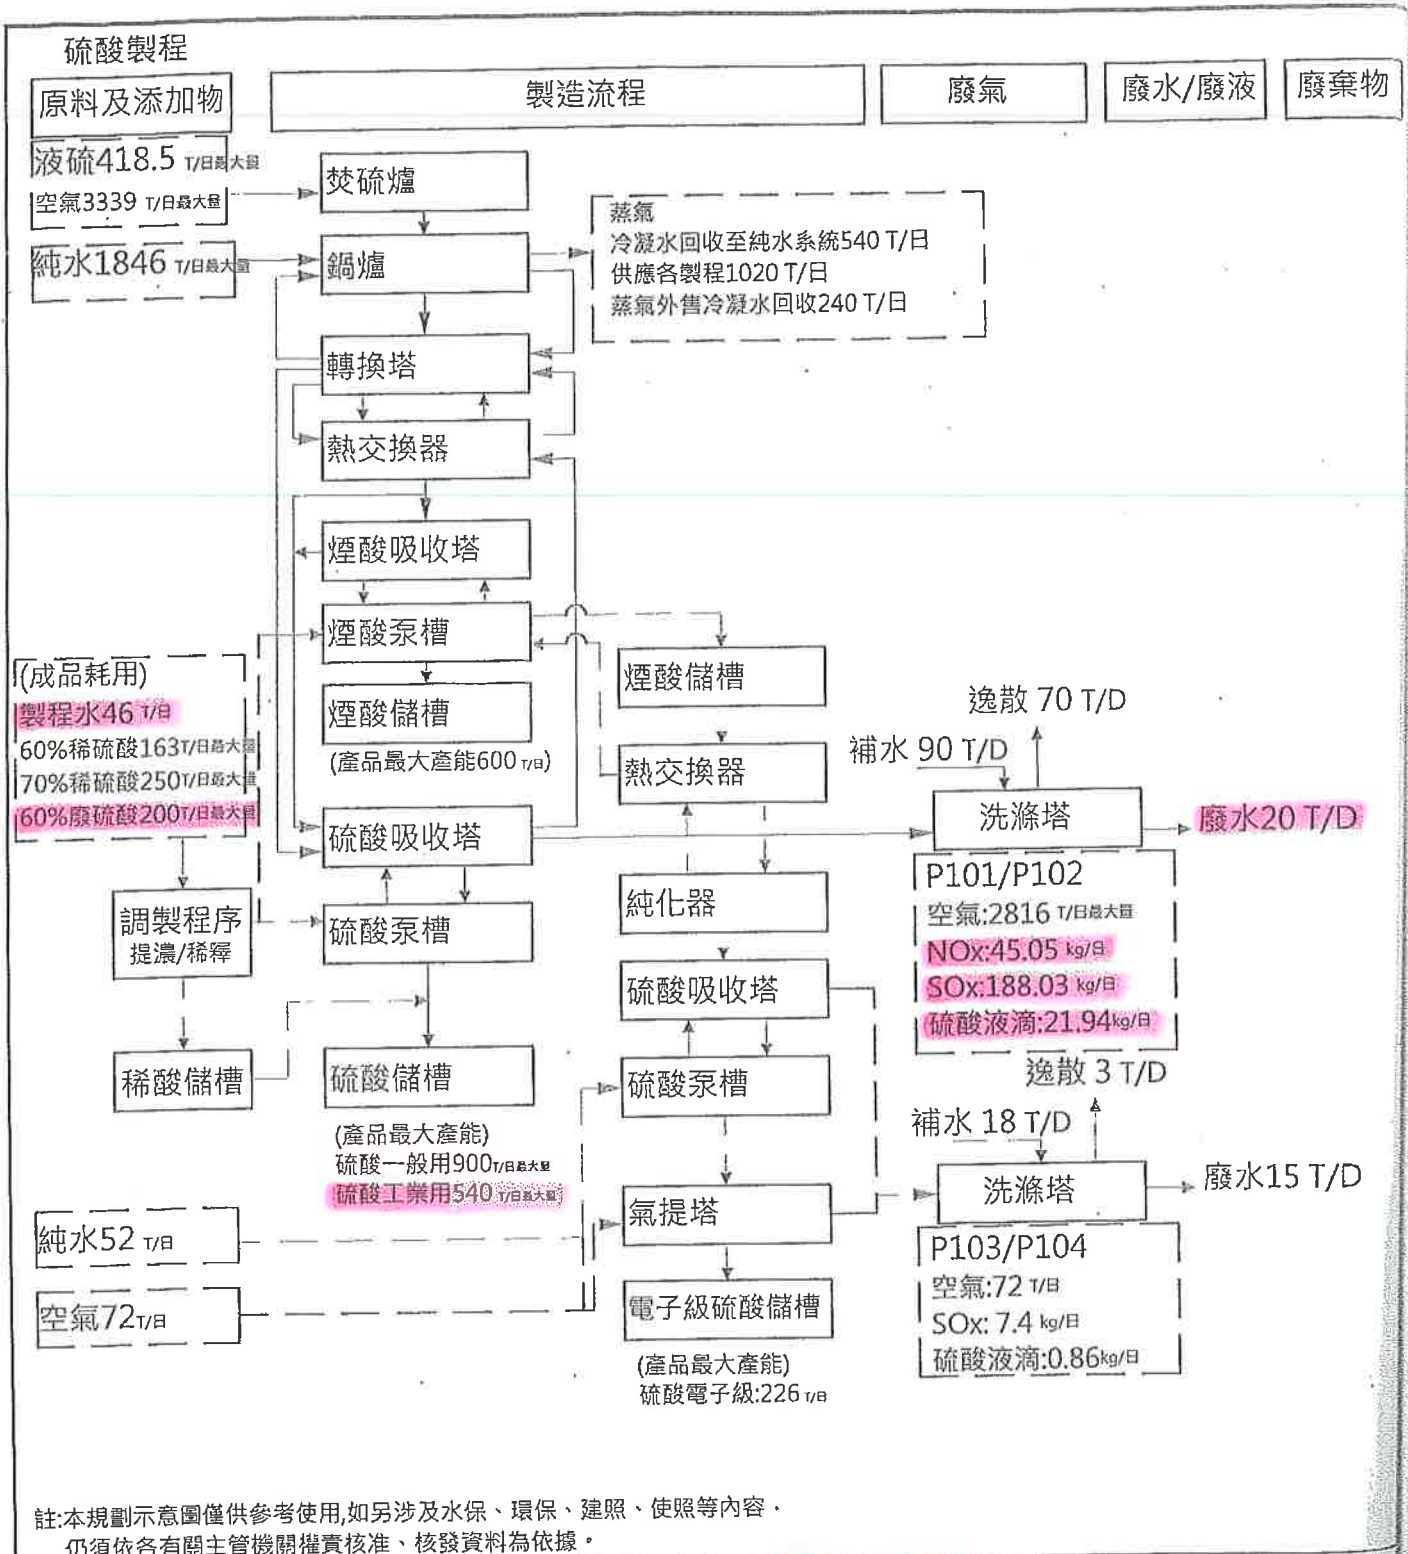 硫酸製程
原料及添加物
製造流程
廢氣
廢水/廢液
廢棄物
液硫418.5 T/日最大量
空氣3339 T/日最大量
純水1846 T/日最大量
焚硫爐
鍋爐
轉換塔
熱交換器
煙酸吸收塔
煙酸泵槽
煙酸儲槽
(產品最大產能600 T/日)
硫酸吸收塔
硫酸泵槽
硫酸儲槽
(產品最大產能)
硫酸一般用900T/日最大量
硫酸工業用540 T/日最大量
蒸氣
冷凝水回收至純水系統540 T/日
供應各製程1020 T/日
蒸氣外售冷凝水回收240 T/日
(成品耗用)
製程水46 T/日
60%稀硫酸163T/日最大量
70%稀硫酸250T/日最大量
60%廢硫酸200T/日最大量
調製程序
提濃/稀釋
稀酸儲槽
純水52 T/日
空氣72T/日
煙酸儲槽
熱交換器
純化器
硫酸吸收塔
硫酸泵槽
氣提塔
電子級硫酸儲槽
(產品最大產能)
硫酸電子級:226 T/日
逸散 70 T/D
補水 90 T/D
洗滌塔
廢水20 T/D
P101/P102
空氣:2816 T/日最大量
NOx:45.05 kg/日
SOx:188.03 kg/日
硫酸液滴:21.94kg/日
逸散 3 T/D
補水 18 T/D
洗滌塔
廢水15 T/D
P103/P104
空氣:72 T/日
SOx: 7.4 kg/日
硫酸液滴:0.86kg/日
註:本規劃示意圖僅供參考使用,如另涉及水保、環保、建照、使照等內容，
仍須依各有關主管機關權責核准、核發資料為依據。